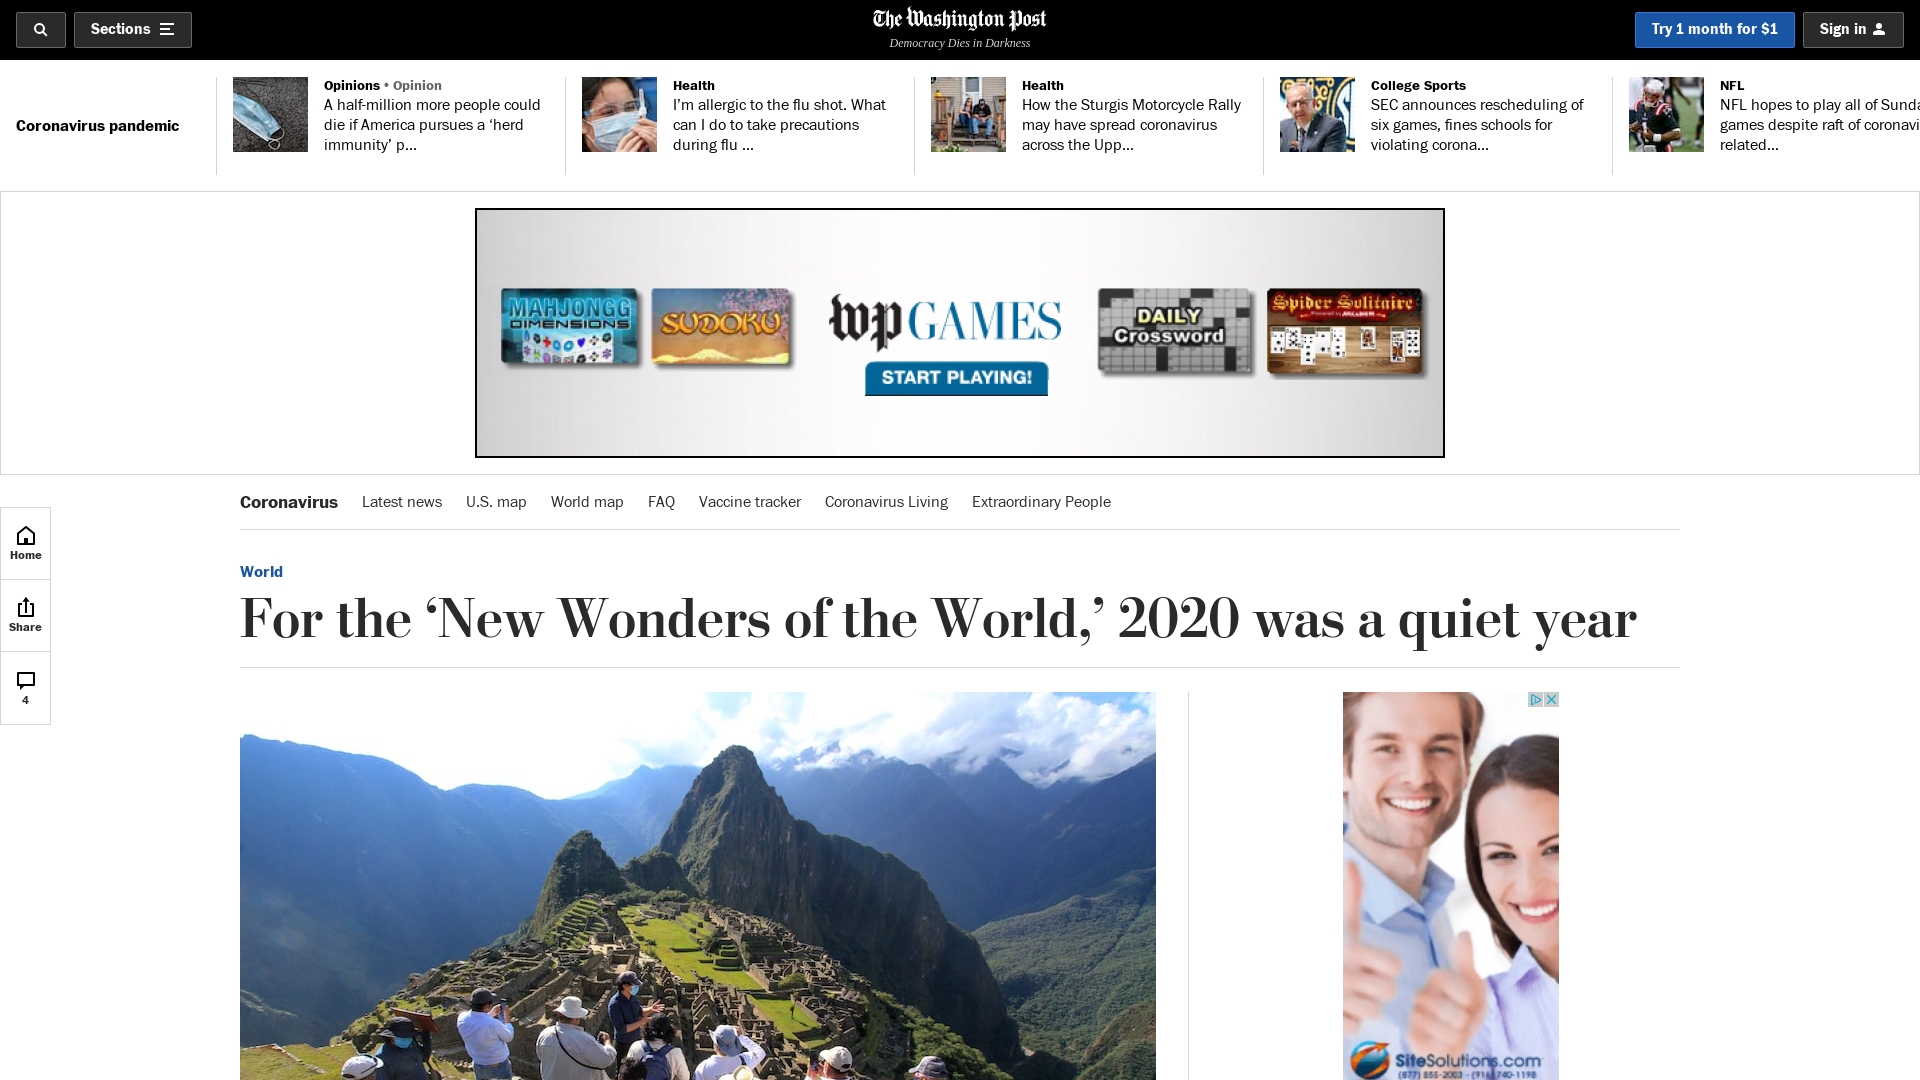 Sections
The Washington Post
Democracy Dies in Darkness
Try 1 month for $1
Sign in
Coronavirus pandemic
Opinions • Opinion
A half-million more people could
die if America pursues a ‘herd
immunity’ p...
Health
I’m allergic to the flu shot. What
can I do to take precautions
during flu ...
Health
How the Sturgis Motorcycle Rally
may have spread coronavirus
across the Upp...
College Sports
SEC announces rescheduling of
six games, fines schools for
violating corona...
NFL
NFL hopes to play all of Sunda
games despite raft of coronavi
related...
MAHJONGG
DIMENSIONS
SUDOKU
wp GAMES
START PLAYING!
DAILY
Crossword
Spider Solitaire
Powered by ARKADIUM
Coronavirus Latest news U.S. map World map FAQ Vaccine tracker Coronavirus Living Extraordinary People
Home
Share
4
World
For the ‘New Wonders of the World,’ 2020 was a quiet year
SiteSolutions.com
(877) 855-2003 - (916) 740-1198